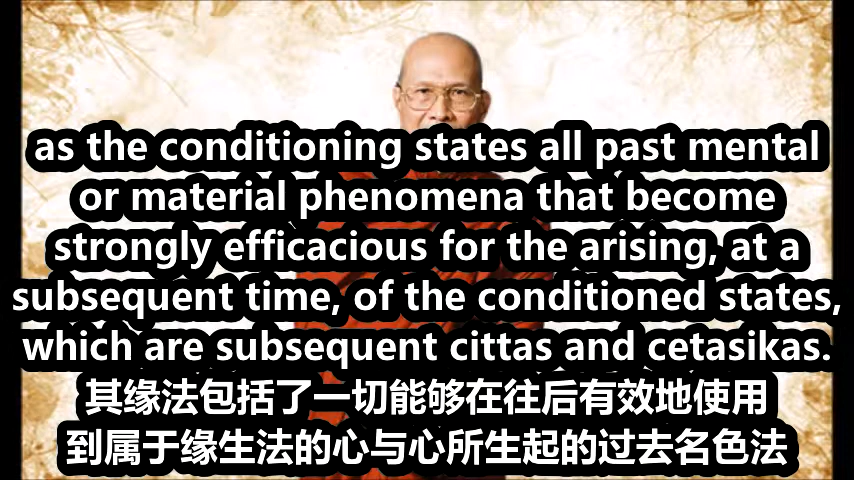 as the conditioning states all past mental
or material phenomena that become
strongly efficacious for the arising, at a
subsequent time, of the conditioned states,
which are subsequent cittas and cetasikas.
其缘法包括了一切能够在往后有效地使用
到属于缘生法的心与心所生起的过去名色法